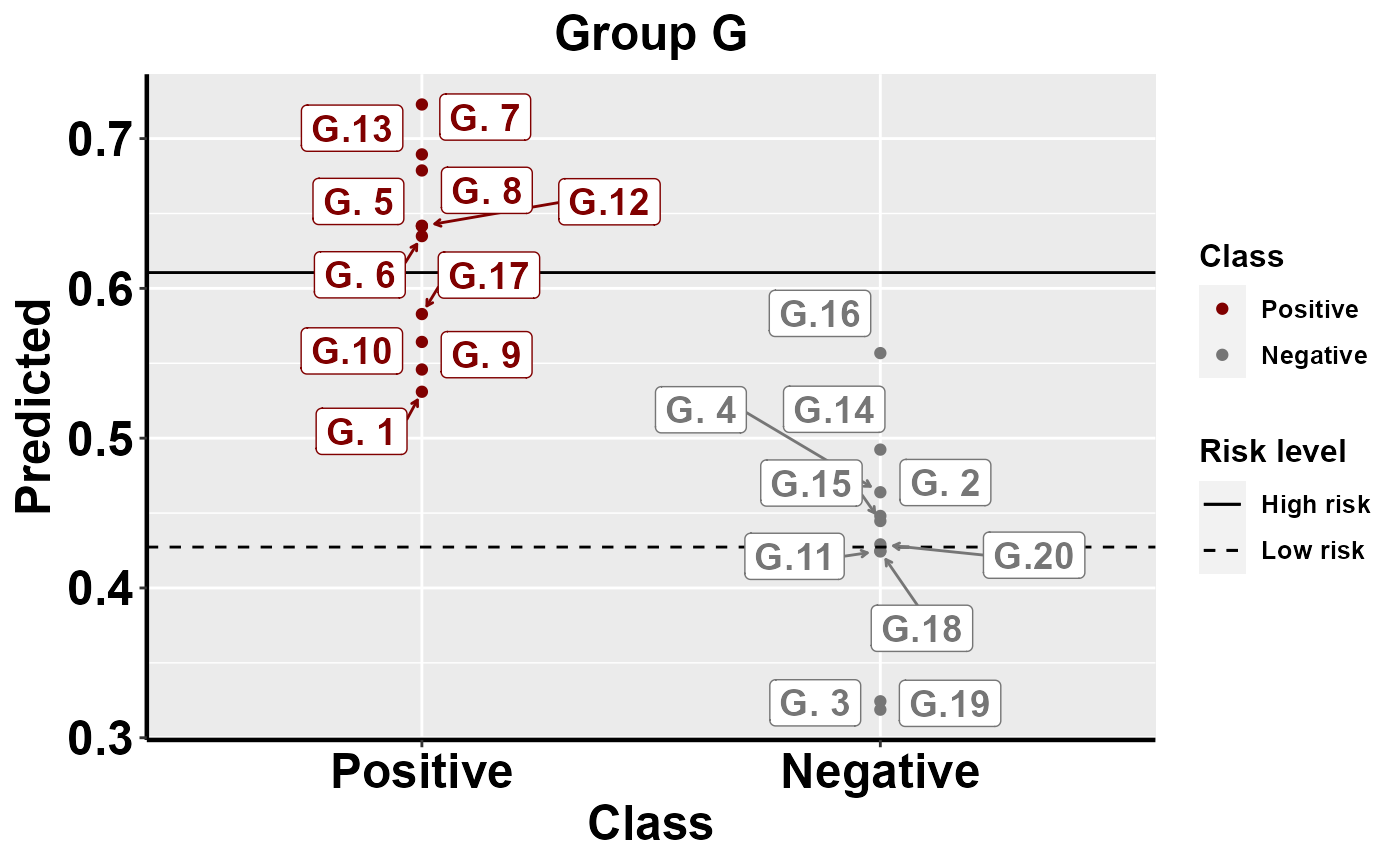 Group G
Predicted
0.7
0.6
0.5
0.4
0.3
G.13
G. 7
G. 5
G. 8
G.12
G. 6
G.17
G.10
G. 9
G. 1
G.16
G. 4
G.14
G.15
G. 2
G.11
G.20
G.18
G. 3
G.19
Positive
Negative
Class
Class
Positive
Negative
Risk level
High risk
Low risk